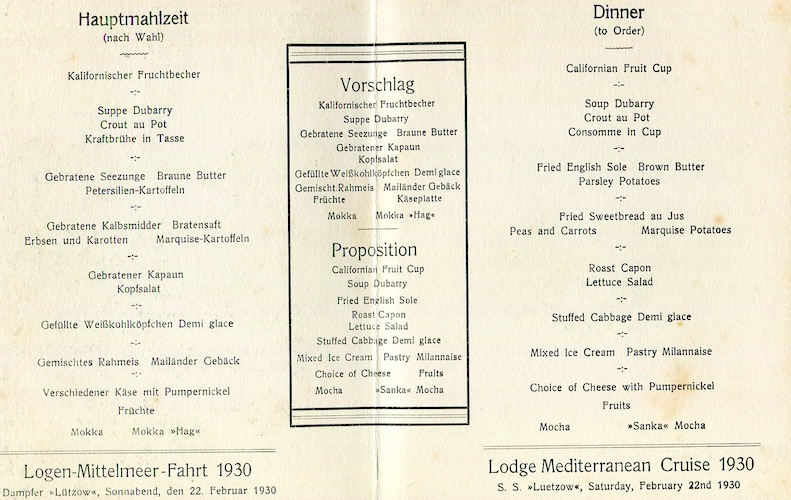 Hauptmahlzeit
(nach Wahl)
Kalifornischer Fruchtbecher
-:-
Suppe Dubarry
Crout au Pot
Kraftbrühe in Tasse
-:-
Gebratene Seezunge Braune Butter
Petersilien-Kartoffeln
-:-
Gebratene Kalbsmidder Bratensaft
Erbsen und Karotten Marquise-Kartoffeln
-:-
Gebratener Kapaun
Kopfsalat
-:-
Gefüllte Weißkohlköpfchen Demi glace
-:-
Gemischtes Rahmeis Mailänder Gebäck
-:-
Verschiedener Käse mit Pumpernickel
Früchte
Mokka Mokka »Hag«
Logen-Mittelmeer-Fahrt 1930
Dampfer »Lützow«, Sonnabend, den 22. Februar 1930
Vorschlag
Kalifornischer Fruchtbecher
Suppe Dubarry
Gebratene Seezunge Braune Butter
Gebratener Kapaun
Kopfsalat
Gefüllte Weißkohlköpfchen Demi glace
Gemischt. Rahmeis Mailänder Gebäck
Früchte Käseplatte
Mokka Mokka »Hag«
Proposition
Californian Fruit Cup
Soup Dubarry
Fried English Sole
Roast Capon
Lettuce Salad
Stuffed Cabbage Demi glace
Mixed Ice Cream Pastry Milannaise
Choice of Cheese Fruits
Mocha »Sanka« Mocha
Dinner
(to Order)
Californian Fruit Cup
-:-
Soup Dubarry
Crout au Pot
Consomme in Cup
-:-
Fried English Sole Brown Butter
Parsley Potatoes
-:-
Fried Sweetbread au Jus
Peas and Carrots Marquise Potatoes
-:-
Roast Capon
Lettuce Salad
-:-
Stuffed Cabbage Demi glace
-:-
Mixed Ice Cream Pastry Milannaise
-:-
Choice of Cheese with Pumpernickel
Fruits
Mocha »Sanka« Mocha
Lodge Mediterranean Cruise 1930
S. S. »Luetzow«, Saturday, February 22nd 1930